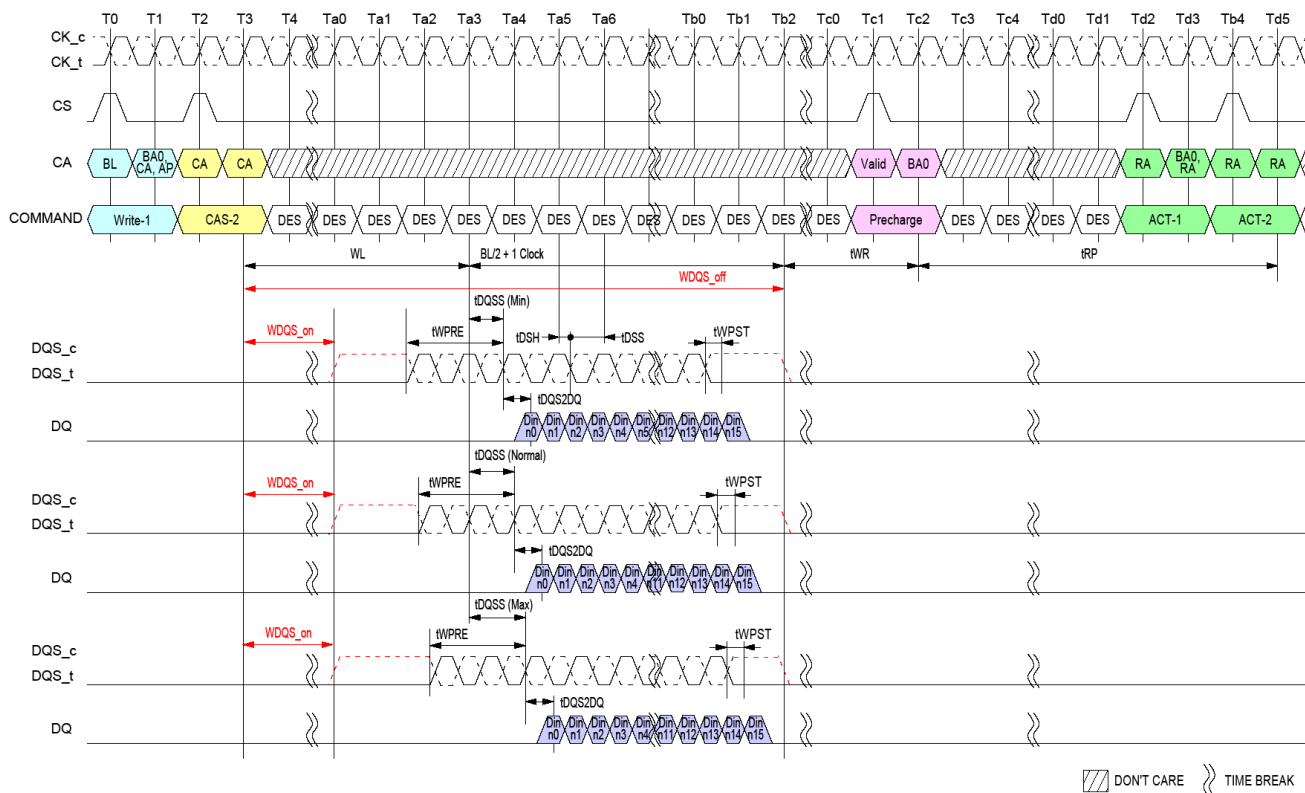 T0 T1 T2 T3 T4 Ta0 Ta1 Ta2 Ta3 Ta4 Ta5 Ta6 Tb0 Tb1 Tb2 Tc0 Tc1 Tc2 Tc3 Tc4 Td0 Td1 Td2 Td3 Tb4 Td5
CK_c
CK_t
CS
CA BL BA0, CA, AP CA CA Valid BA0 RA BA0, RA RA RA
COMMAND Write-1 CAS-2 DES DES DES DES DES DES DES DES DES DES DES DES DES Precharge DES DES DES DES ACT-1 ACT-2
WL BL/2 + 1 Clock tWR tRP
WDQS_off
tDQSS (Min)
WDQS_on tWPRE tDSH tDSS tWPST
DQS_c
DQS_t
tDQS2DQ
DQ Din n0 Din n1 Din n2 Din n3 Din n4 Din n5 Din n12 Din n13 Din n14 Din n15
tDQSS (Normal)
WDQS_on tWPRE tWPST
DQS_c
DQS_t
tDQS2DQ
DQ Din n0 Din n1 Din n2 Din n3 Din n4 Din n11 Din n12 Din n13 Din n14 Din n15
tDQSS (Max)
WDQS_on tWPRE tWPST
DQS_c
DQS_t
tDQS2DQ
DQ Din n0 Din n1 Din n2 Din n3 Din n4 Din n11 Din n12 Din n13 Din n14 Din n15
DON'T CARE TIME BREAK